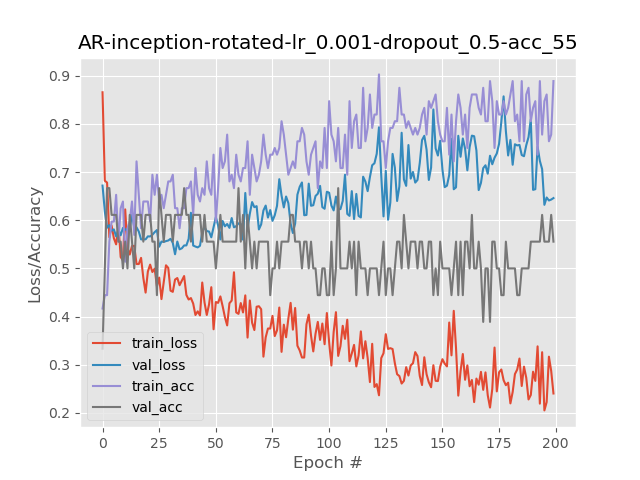 AR-inception-rotated-lr_0.001-dropout_0.5-acc_55
0.9
0.8
0.7
0.6
0.5
0.4
0.3
0.2
Loss/Accuracy
train_loss
val_loss
train_acc
val_acc
0 25 50 75 100 125 150 175 200
Epoch #